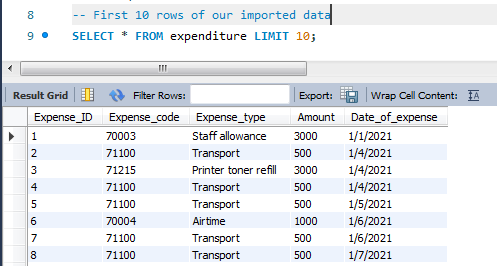 8 -- First 10 rows of our imported data
9 SELECT * FROM expenditure LIMIT 10;
Result Grid Filter Rows: Export: Wrap Cell Content:
Expense_ID Expense_code Expense_type Amount Date_of_expense
1 70003 Staff allowance 3000 1/1/2021
2 71100 Transport 500 1/4/2021
3 71215 Printer toner refill 3000 1/4/2021
4 71100 Transport 500 1/4/2021
5 71100 Transport 500 1/5/2021
6 70004 Airtime 1000 1/6/2021
7 71100 Transport 500 1/6/2021
8 71100 Transport 500 1/7/2021